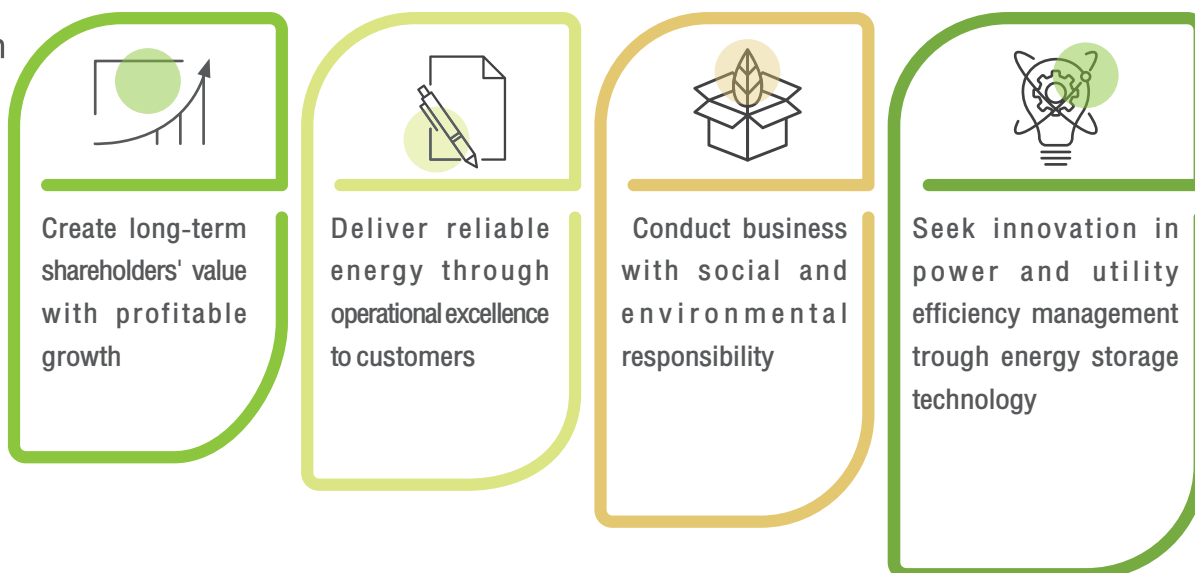 n
Create long-term
shareholders' value
with profitable
growth
Deliver reliable
energy through
operational excellence
to customers
Conduct business
with social and
environmental
responsibility
Seek innovation in
power and utility
efficiency management
trough energy storage
technology